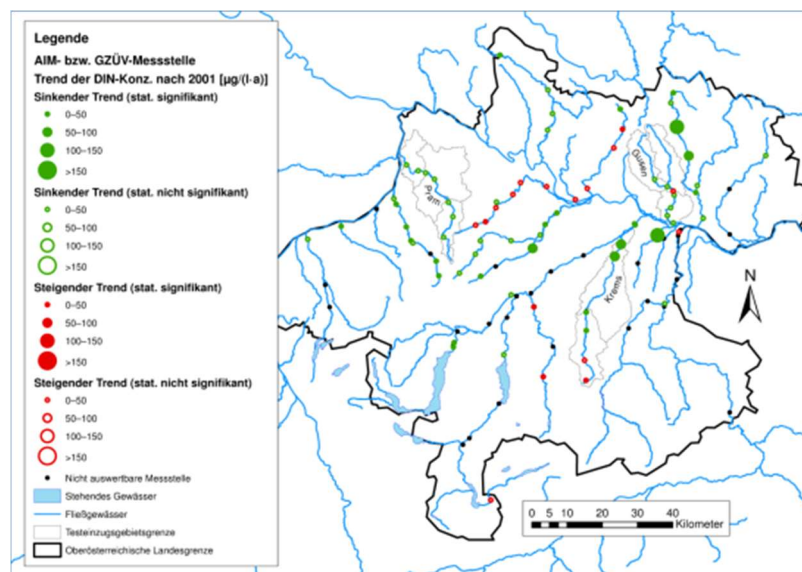 Legende
AIM- bzw. GZÜV-Messstelle
Trend der DIN-Konz. nach 2001 [µg/(l·a)]
Sinkender Trend (stat. signifikant)
0–50
50–100
100–150
>150
Sinkender Trend (stat. nicht signifikant)
0–50
50–100
100–150
>150
Steigender Trend (stat. signifikant)
0–50
50–100
100–150
>150
Steigender Trend (stat. nicht signifikant)
0–50
50–100
100–150
>150
Nicht auswertbare Messstelle
Stehendes Gewässer
Fließgewässer
Testeinzugsgebietsgrenze
Oberösterreichische Landesgrenze
Pram
Gusen
Krems
N
0 5 10 20 30 40
Kilometer